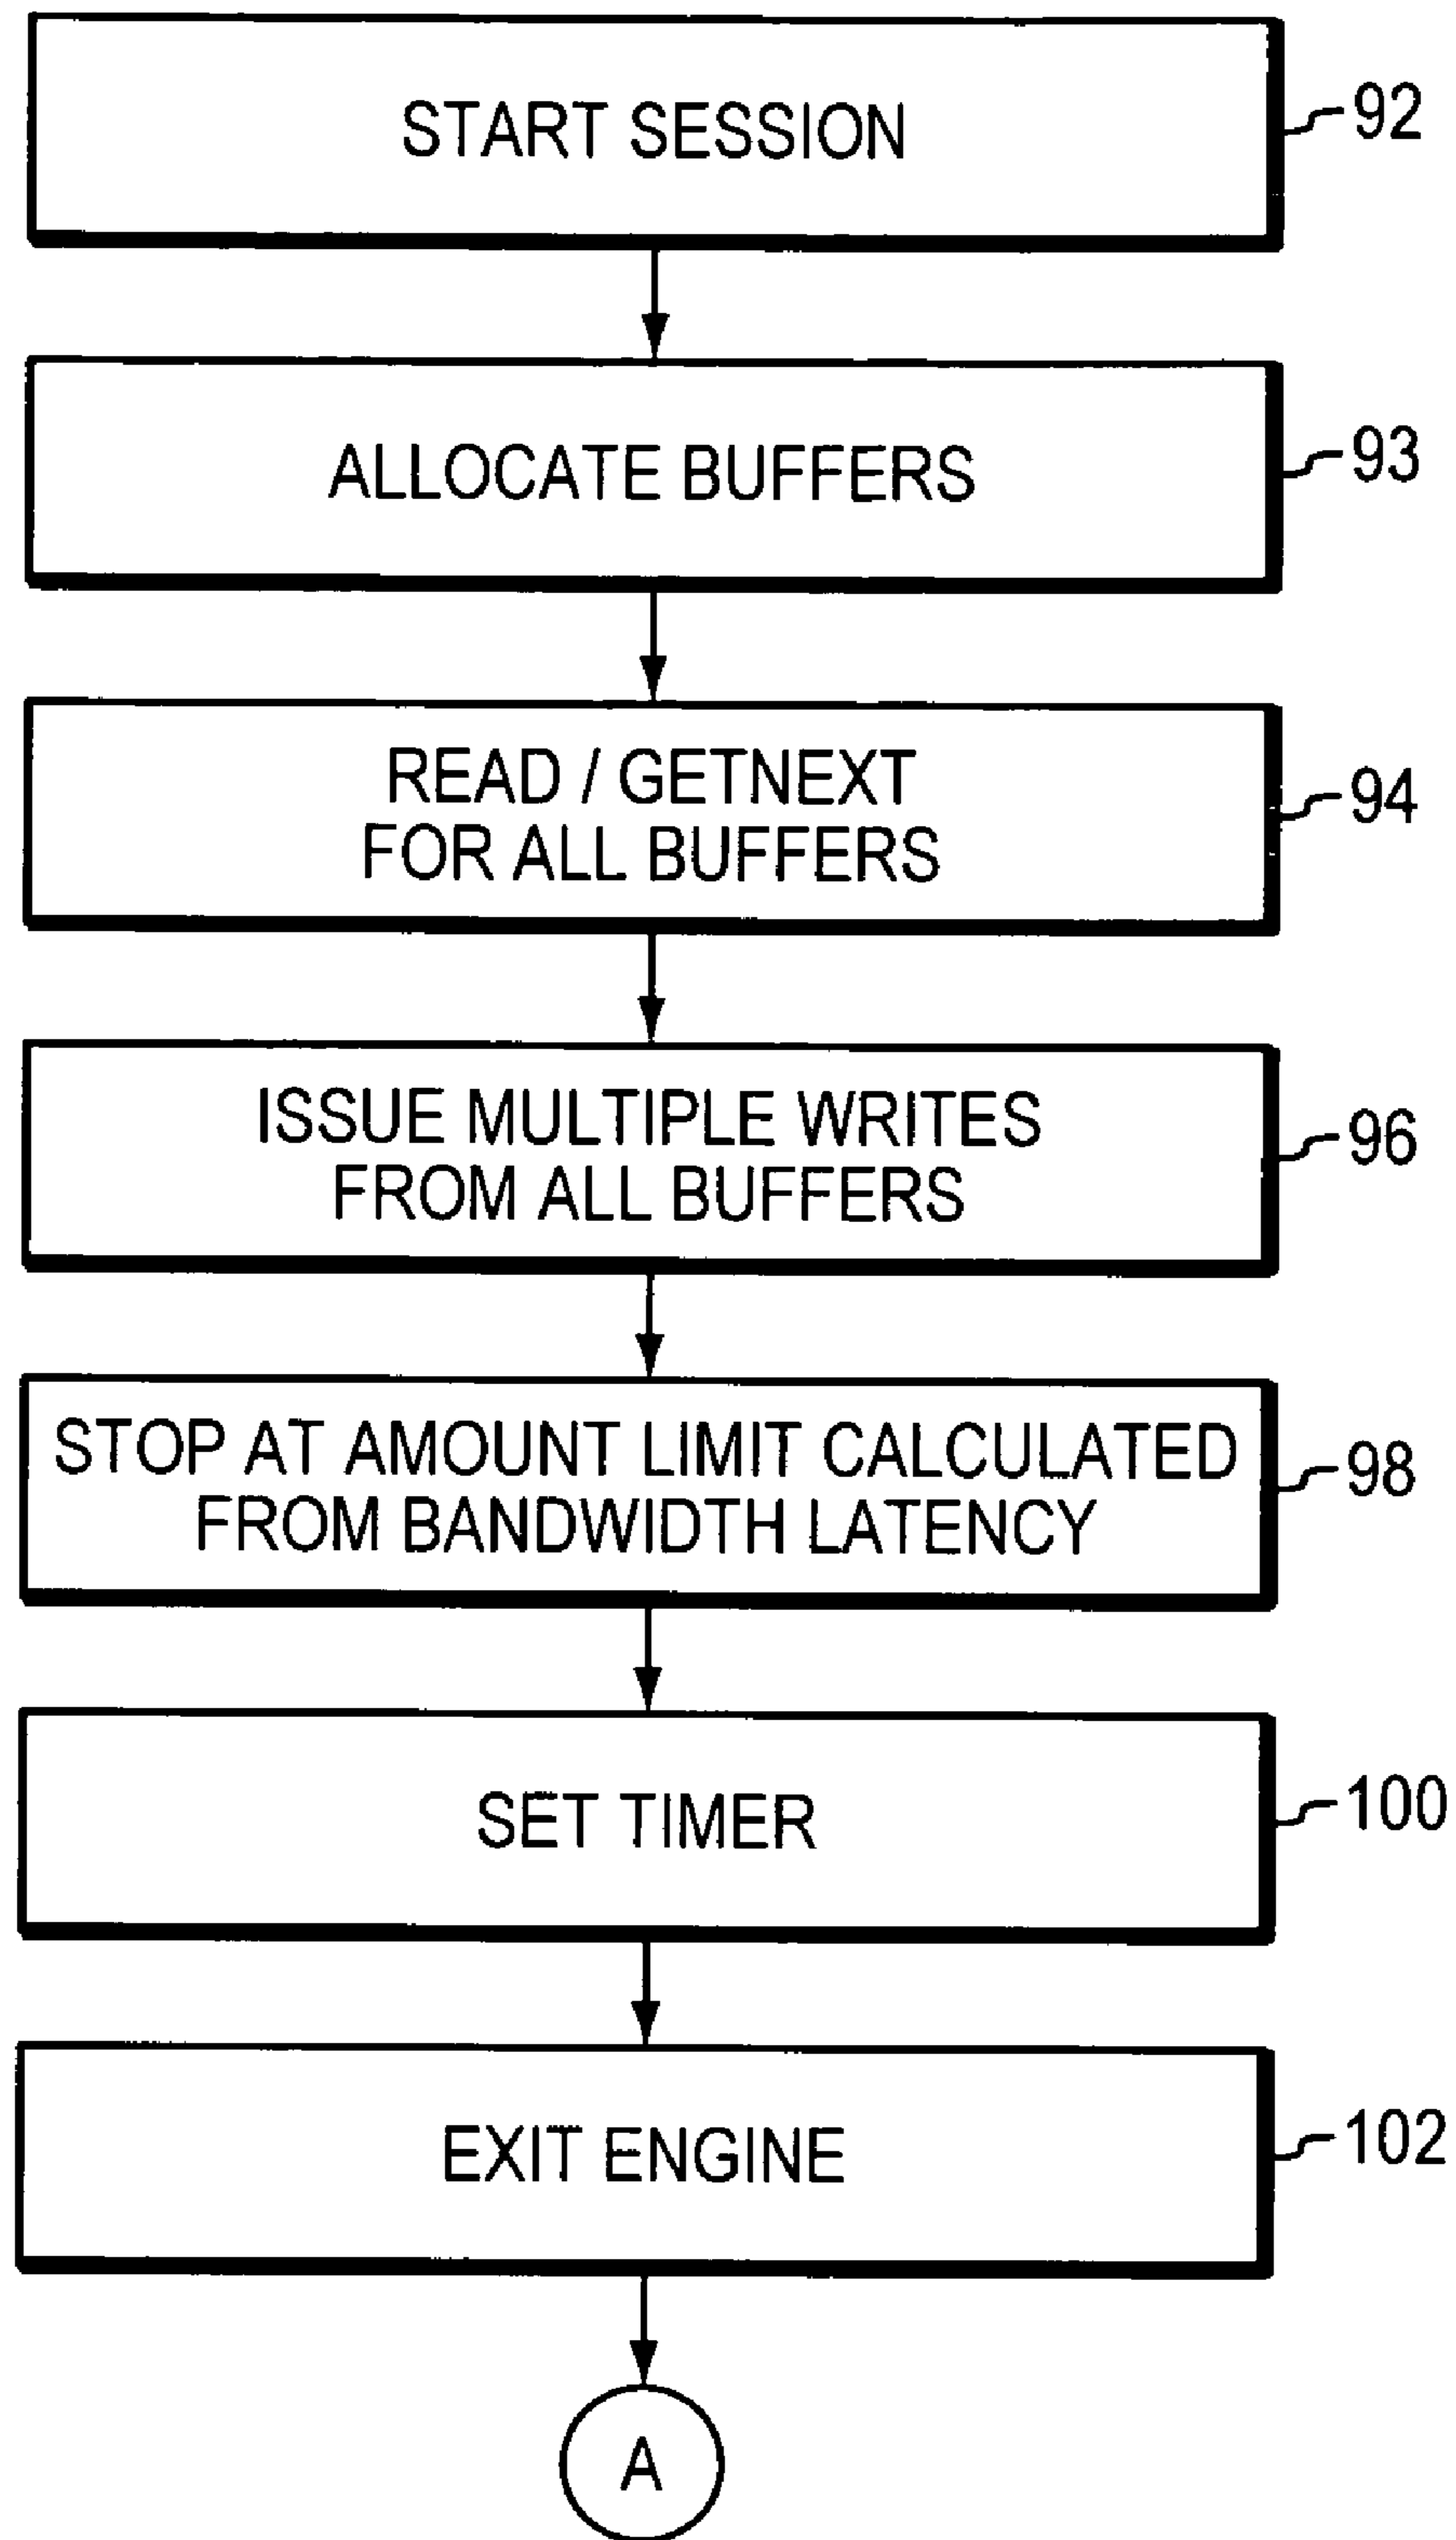 START SESSION
92
ALLOCATE BUFFERS
93
READ / GETNEXT
FOR ALL BUFFERS
94
ISSUE MULTIPLE WRITES
FROM ALL BUFFERS
96
STOP AT AMOUNT LIMIT CALCULATED
FROM BANDWIDTH LATENCY
98
SET TIMER
100
EXIT ENGINE
102
A